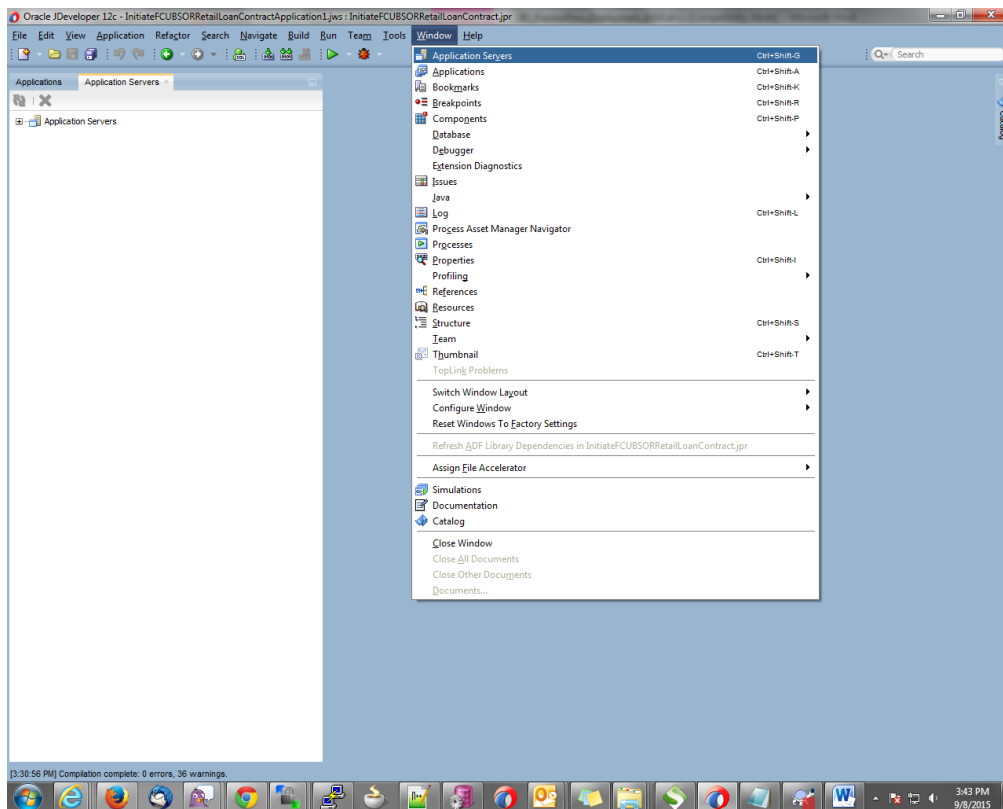 Oracle JDeveloper 12c - InitiateFCUBSORRetailLoanContractApplication1.jws : InitiateFCUBSORRetailLoanContract.jpr
File Edit View Application Refactor Search Navigate Build Run Team Tools Window Help
Search
Applications Application Servers
Application Servers
Application Servers Ctrl+Shift-G
Applications Ctrl+Shift-A
Bookmarks Ctrl+Shift-K
Breakpoints Ctrl+Shift-R
Components Ctrl+Shift-P
Database
Debugger
Extension Diagnostics
Issues
Java
Log Ctrl+Shift-L
Process Asset Manager Navigator
Processes
Properties Ctrl+Shift-I
Profiling
References
Resources
Structure Ctrl+Shift-S
Team
Thumbnail Ctrl+Shift-T
TopLink Problems
Switch Window Layout
Configure Window
Reset Windows To Factory Settings
Refresh ADF Library Dependencies in InitiateFCUBSORRetailLoanContract.jpr
Assign File Accelerator
Simulations
Documentation
Catalog
Close Window
Close All Documents
Close Other Documents
Documents...
Catalog
[3:30:56 PM] Compilation complete: 0 errors, 36 warnings.
3:43 PM
9/8/2015